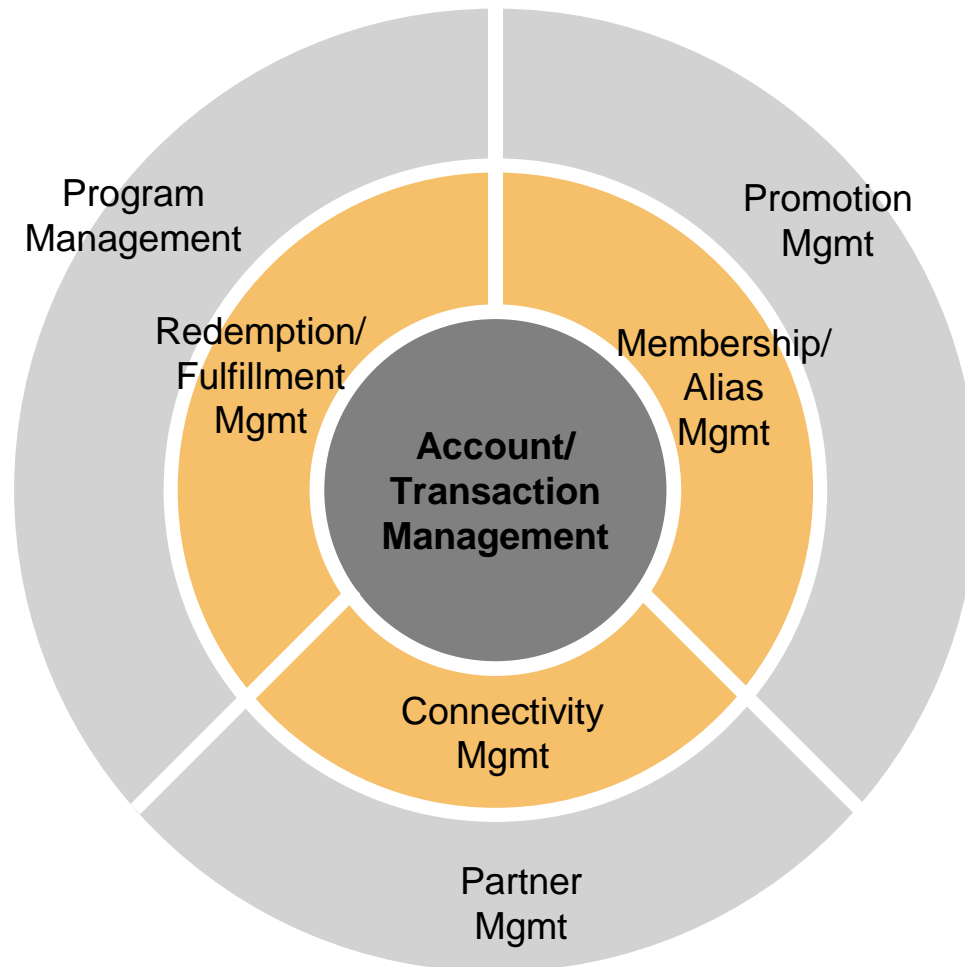 Program
Management
Promotion
Mgmt
Redemption/
Fulfillment
Mgmt
Membership/
Alias
Mgmt
Account/
Transaction
Management
Connectivity
Mgmt
Partner
Mgmt